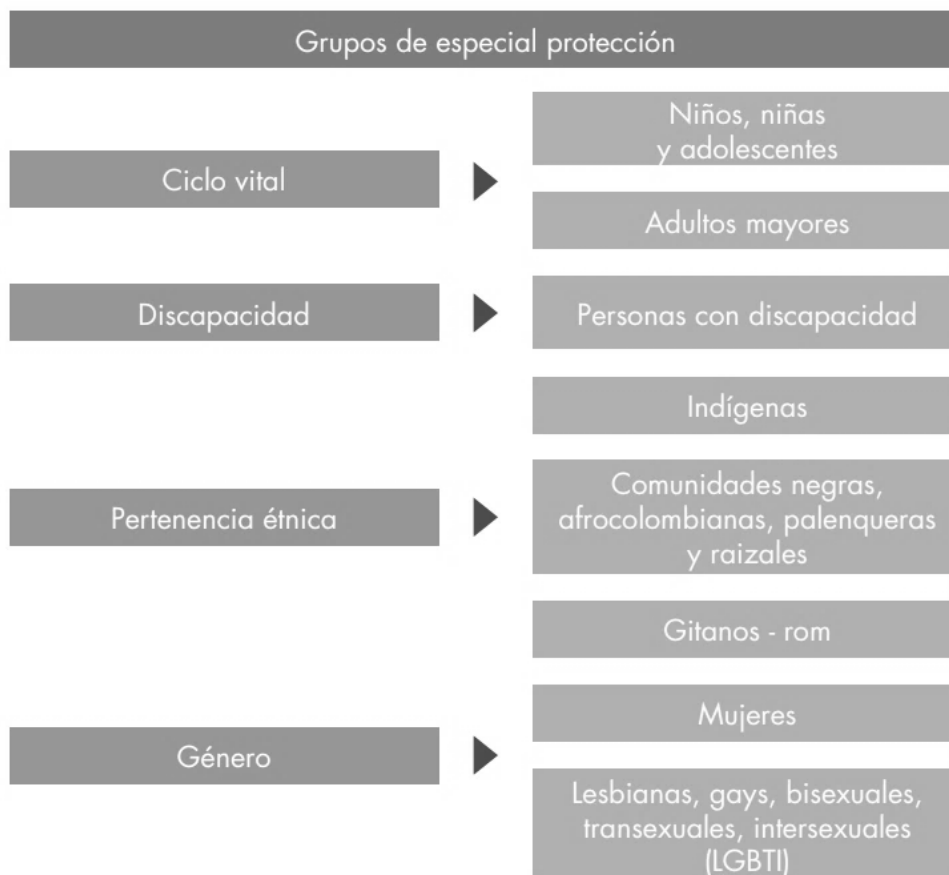 Grupos de especial protección
Ciclo vital
Niños, niñas
y adolescentes
Adultos mayores
Discapacidad
Personas con discapacidad
Pertenencia étnica
Indígenas
Comunidades negras,
afrocolombianas, palenqueras
y raizales
Gitanos - rom
Género
Mujeres
Lesbianas, gays, bisexuales,
transexuales, intersexuales
(LGBTI)